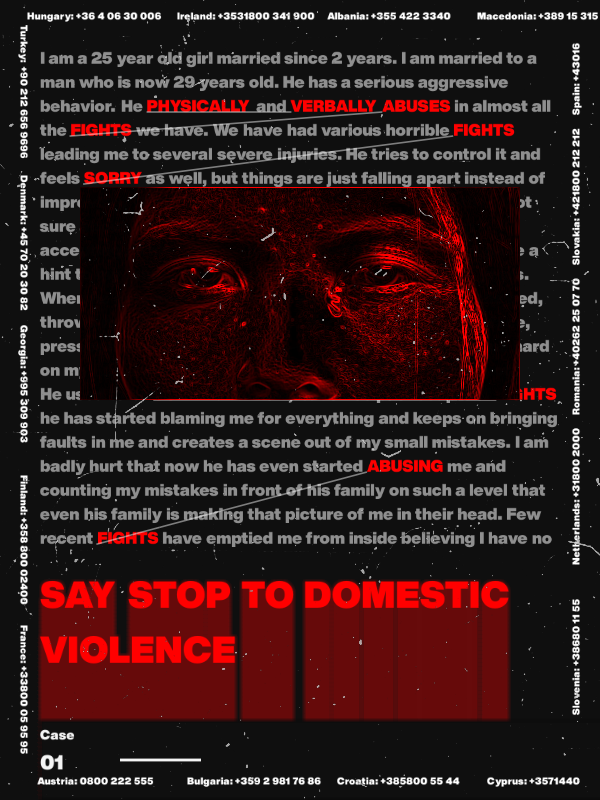 Hungary: +36 4 06 30 006 Ireland: +3531800 341 900 Albania: +355 422 3340 Macedonia: +389 15 315
Turkey: +90 212 656 9696 Denmark: +45 70 20 30 82 Georgia: +995 309 903 Finland: +358 800 02400 France: +33800 05 95 95
I am a 25 year old girl married since 2 years. I am married to a
man who is now 29 years old. He has a serious aggressive
behavior. He PHYSICALLY and VERBALLY ABUSES in almost all
the FIGHTS we have. We have had various horrible FIGHTS
leading me to several severe injuries. He tries to control it and
feels SORRY as well, but things are just falling apart instead of
sure
a
hint
on
He
he has started blaming me for everything and keeps on bringing
faults in me and creates a scene out of my small mistakes. I am
badly hurt that now he has even started ABUSING me and
counting my mistakes in front of his family on such a level that
even his family is making that picture of me in their head. Few
recent FIGHTS have emptied me from inside believing I have no
SAY STOP TO DOMESTIC
VIOLENCE
Case
01
Spain: +43016 Slovakia: +421800 212 212 Romania: +40262 25 07 70 Netherlands: +31800 2000 Slovenia: +38680 11 55
Austria: 0800 222 555 Bulgaria: +359 2 981 76 86 Croatia: +385800 55 44 Cyprus: +3571440